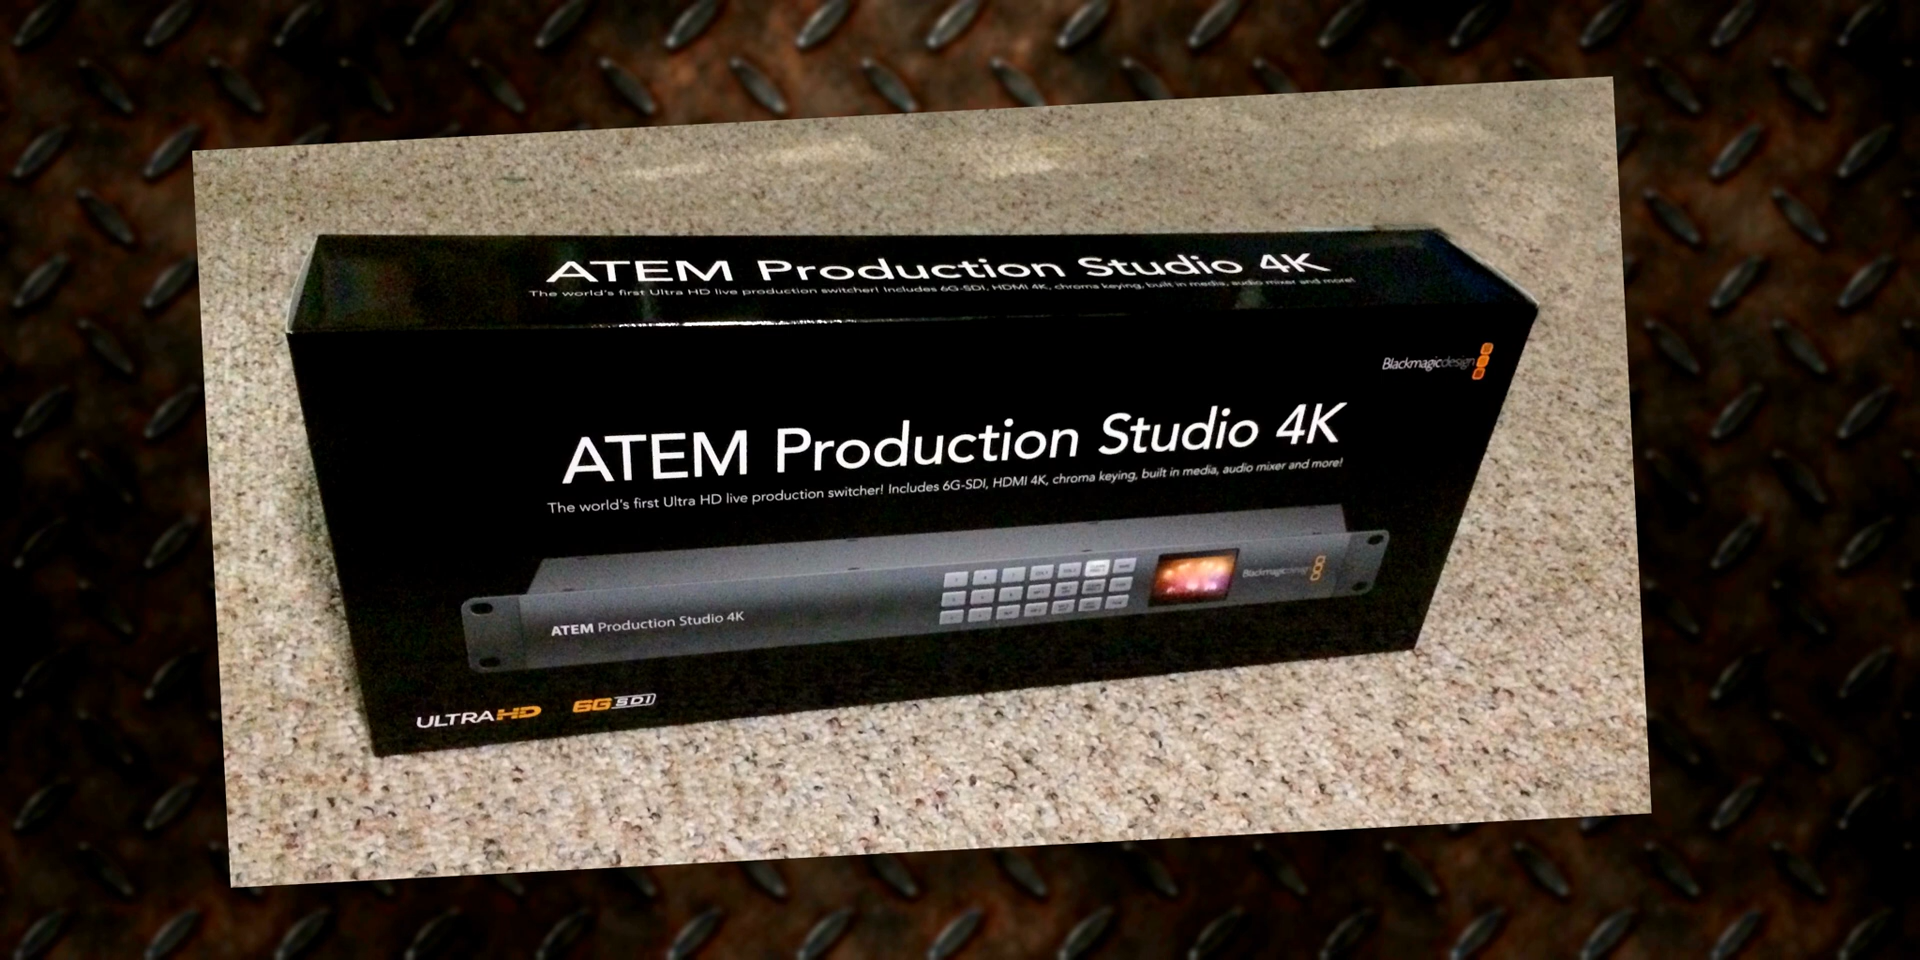 ATEM Production Studio 4K
The world's first Ultra HD live production switcher! Includes 6G-SDI, HDMI 4K, chroma keying, built in media, audio mixer and more!
Blackmagicdesign
ATEM Production Studio 4K
The world's first Ultra HD live production switcher! Includes 6G-SDI, HDMI 4K, chroma keying, built in media, audio mixer and more!
Blackmagicdesign
ATEM Production Studio 4K
ULTRA HD 6G SDI